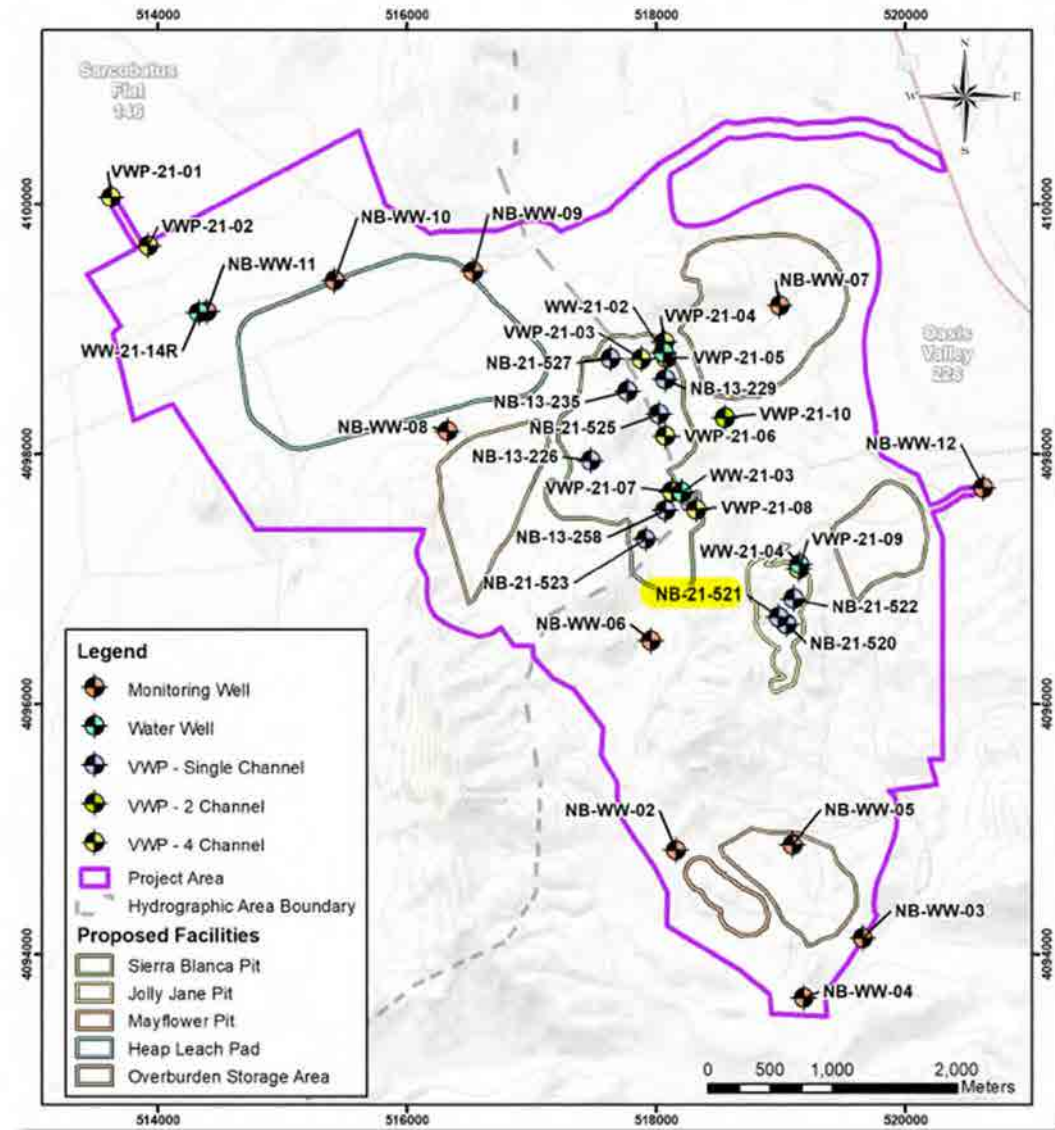 514000 516000 518000 520000
Sarcobatus
Flat
146
N
W E
S
VWP-21-01
4100000 4100000
VWP-21-02
NB-WW-10
NB-WW-09
NB-WW-11
NB-WW-07
WW-21-02
VWP-21-04
VWP-21-03
WW-21-14R
NB-21-527
VWP-21-05
Oasis
Valley
228
NB-13-229
NB-13-235
VWP-21-10
NB-WW-08
NB-21-525
VWP-21-06
NB-WW-12
4098000 4098000
NB-13-226
WW-21-03
VWP-21-07
VWP-21-08
NB-13-258
VWP-21-09
WW-21-04
NB-21-523
NB-21-521
NB-21-522
NB-WW-06
NB-21-520
4096000 4096000
Legend
Monitoring Well
Water Well
VWP - Single Channel
VWP - 2 Channel
VWP - 4 Channel
Project Area
Hydrographic Area Boundary
Proposed Facilities
Sierra Blanca Pit
Jolly Jane Pit
Mayflower Pit
Heap Leach Pad
Overburden Storage Area
NB-WW-02
NB-WW-05
NB-WW-03
4094000 4094000
NB-WW-04
0 500 1,000 2,000
Meters
514000 516000 518000 520000